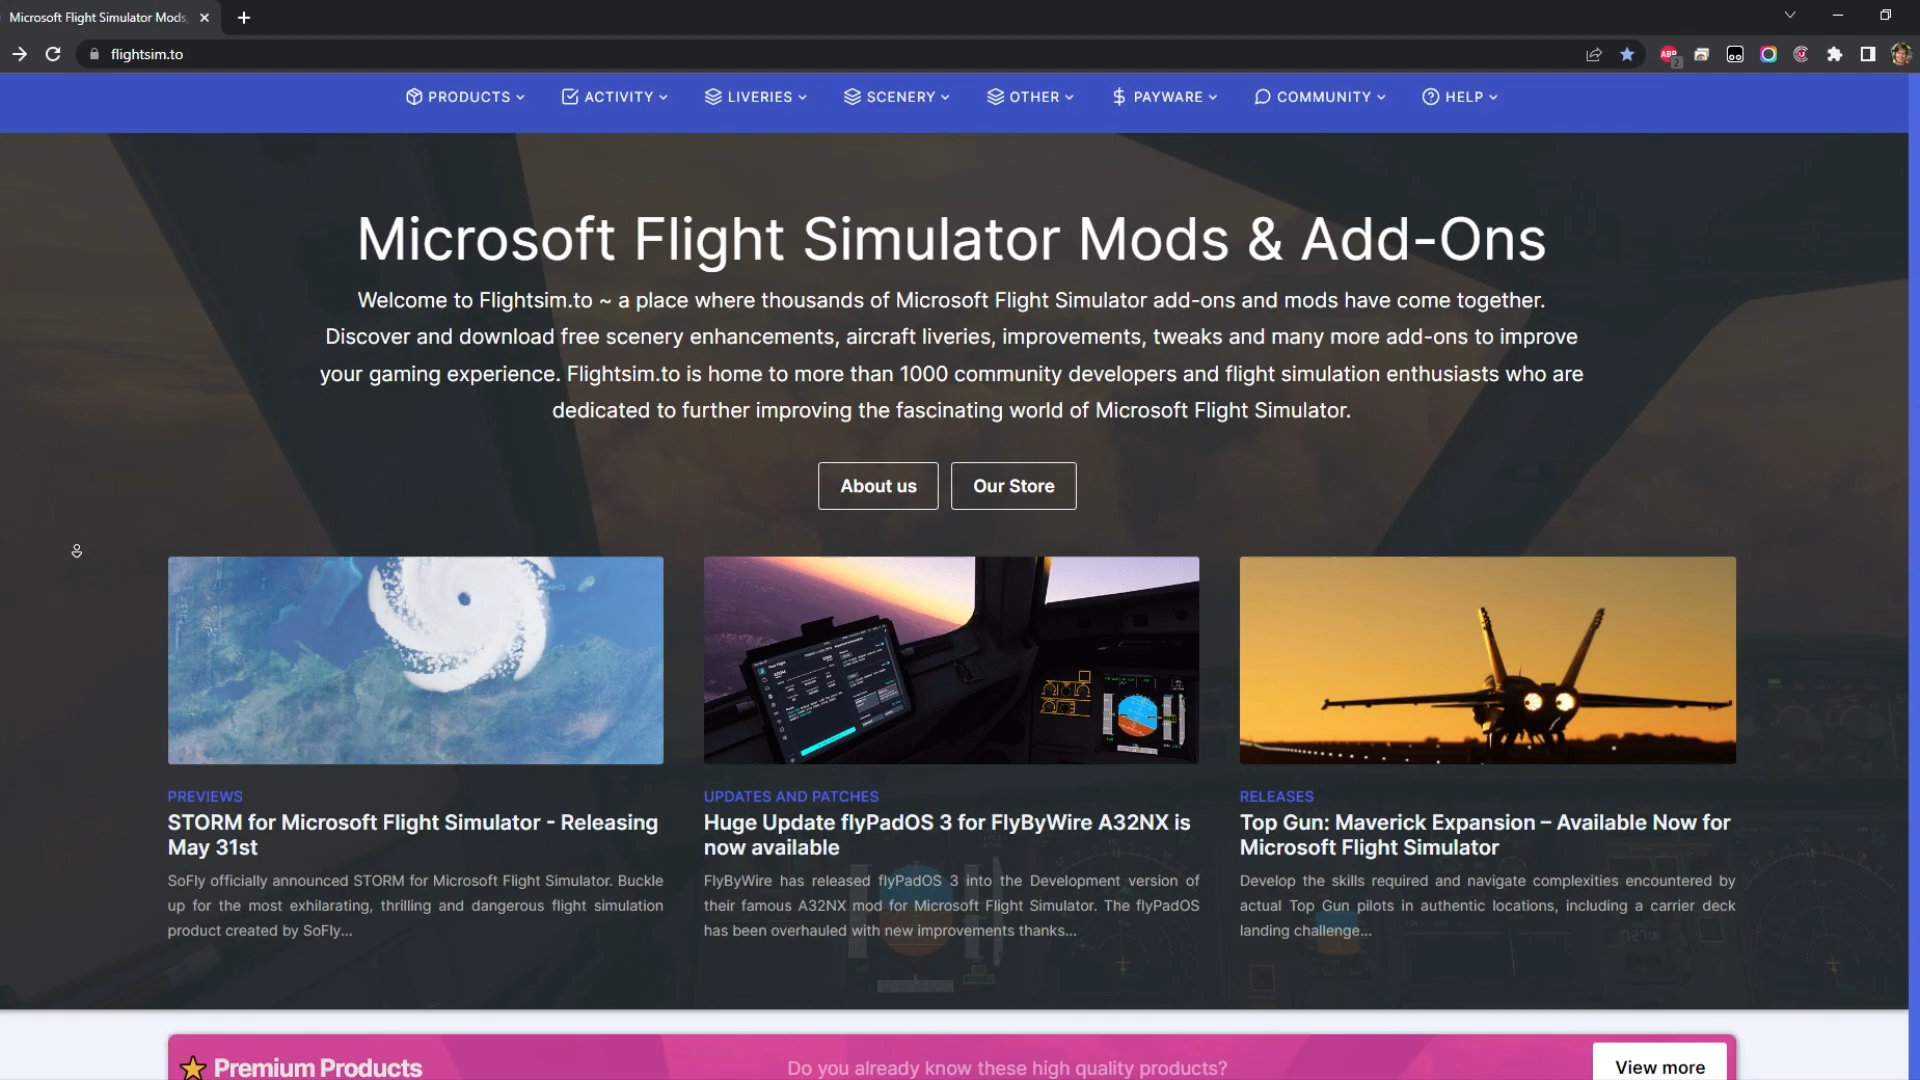 Microsoft Flight Simulator Mods,
flightsim.to
ABP
2
PRODUCTS
ACTIVITY
LIVERIES
SCENERY
OTHER
PAYWARE
COMMUNITY
HELP
Microsoft Flight Simulator Mods & Add-Ons
Welcome to Flightsim.to ~ a place where thousands of Microsoft Flight Simulator add-ons and mods have come together.
Discover and download free scenery enhancements, aircraft liveries, improvements, tweaks and many more add-ons to improve
your gaming experience. Flightsim.to is home to more than 1000 community developers and flight simulation enthusiasts who are
dedicated to further improving the fascinating world of Microsoft Flight Simulator.
About us
Our Store
PREVIEWS
STORM for Microsoft Flight Simulator - Releasing
May 31st
SoFly officially announced STORM for Microsoft Flight Simulator. Buckle
up for the most exhilarating, thrilling and dangerous flight simulation
product created by SoFly...
UPDATES AND PATCHES
Huge Update flyPadOS 3 for FlyByWire A32NX is
now available
FlyByWire has released flyPadOS 3 into the Development version of
their famous A32NX mod for Microsoft Flight Simulator. The flyPadOS
has been overhauled with new improvements thanks...
RELEASES
Top Gun: Maverick Expansion – Available Now for
Microsoft Flight Simulator
Develop the skills required and navigate complexities encountered by
actual Top Gun pilots in authentic locations, including a carrier deck
landing challenge...
Premium Products
Do you already know these high quality products?
View more